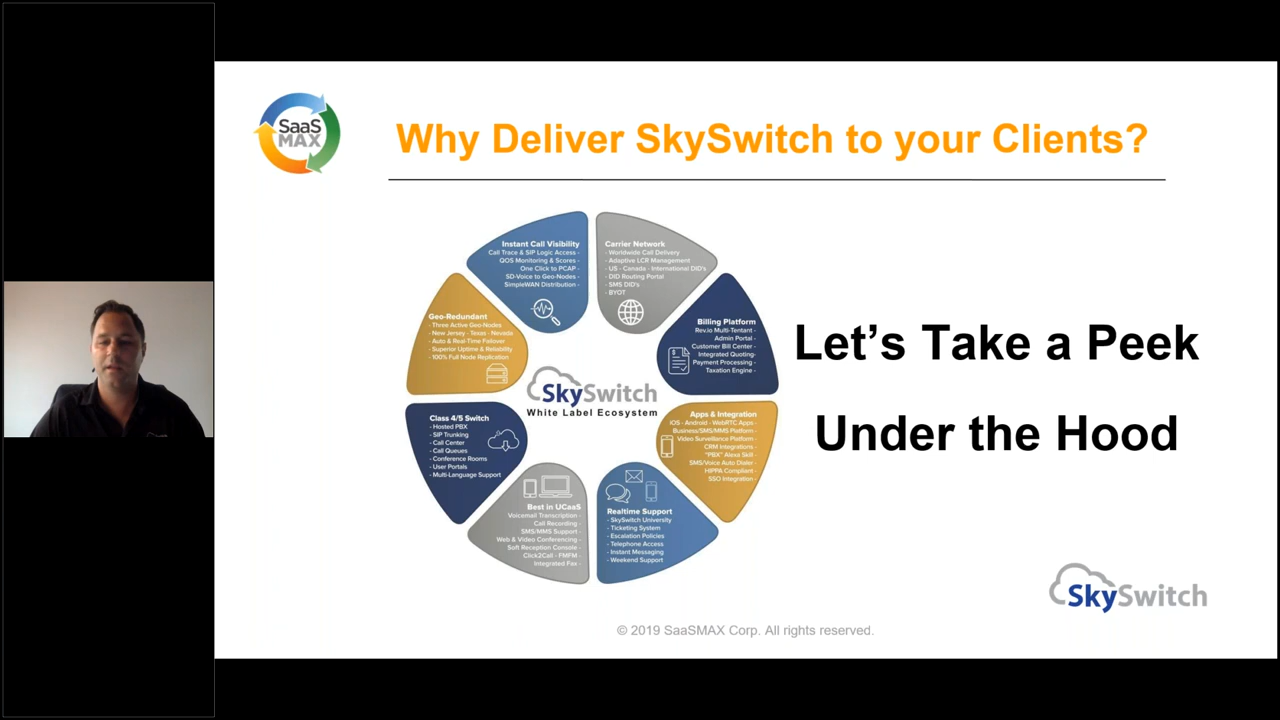 SaaS
MAX
Why Deliver SkySwitch to your Clients?
Instant Call Visibility
Call Trace & SIP Logic Access -
QOS Monitoring & Scores -
One Click to PCAP -
SD-Voice to Geo-Nodes -
SimpleWAN Distribution -
Carrier Network
- Worldwide Call Delivery
- Adaptive LCR Management
- US - Canada - International DID's
- DID Routing Portal
- SMS DID's
- BYOT
Geo-Redundant
- Three Active Geo-Nodes
- New Jersey - Texas - Nevada
- Auto & Real-Time Failover
- Superior Uptime & Reliability
- 100% Full Node Replication
Billing Platform
Rev.io Multi-Tentant -
Admin Portal -
Customer Bill Center -
Integrated Quoting-
Payment Processing -
Taxation Engine -
SkySwitch
White Label Ecosystem
Class 4/5 Switch
- Hosted PBX
- SIP Trunking
- Call Center
- Call Queues
- Conference Rooms
- User Portals
- Multi-Language Support
Apps & Integration
iOS - Android - WebRTC Apps -
Business/SMS/MMS Platform -
Video Surveillance Platform -
CRM Integrations -
"PBX" Alexa Skill -
SMS/Voice Auto Dialer -
HIPPA Compliant -
SSO Integration -
Best in UCaaS
Voicemail Transcription -
Call Recording -
SMS/MMS Support -
Web & Video Conferencing -
Soft Reception Console -
Click2Call - FMFM -
Integrated Fax -
Realtime Support
- SkySwitch University
- Ticketing System
- Escalation Policies
- Telephone Access
- Instant Messaging
- Weekend Support
Let's Take a Peek
Under the Hood
SkySwitch
© 2019 SaaSMAX Corp. All rights reserved.